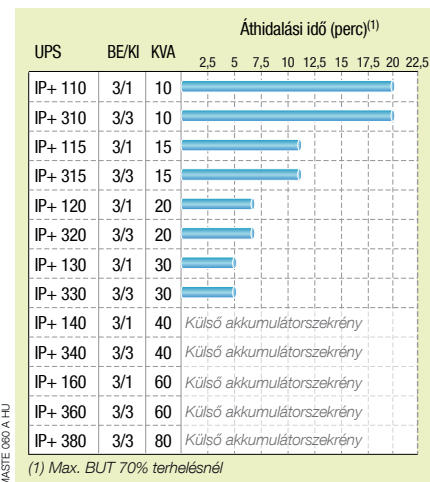 Áthidalási idő (perc)(1)
UPS BE/KI KVA
2,5 5 7,5 10 12,5 15 17,5 20 22,5
IP+ 110 3/1 10
IP+ 310 3/3 10
IP+ 115 3/1 15
IP+ 315 3/3 15
IP+ 120 3/1 20
IP+ 320 3/3 20
IP+ 130 3/1 30
IP+ 330 3/3 30
IP+ 140 3/1 40 Külső akkumulátorszekrény
IP+ 340 3/3 40 Külső akkumulátorszekrény
IP+ 160 3/1 60 Külső akkumulátorszekrény
IP+ 360 3/3 60 Külső akkumulátorszekrény
IP+ 380 3/3 80 Külső akkumulátorszekrény
(1) Max. BUT 70% terhelésnél
MASTE 060 A HU